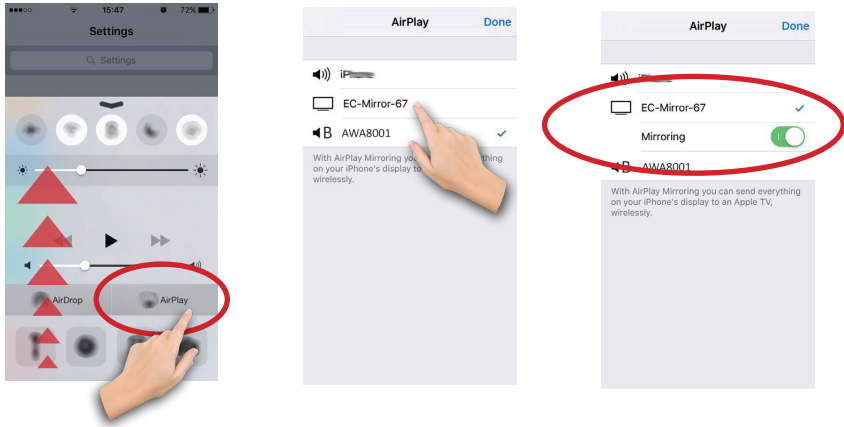 15:47
72%
Settings
Settings
AirDrop
AirPlay
AirPlay
Done
EC-Mirror-67
B AWA8001
With AirPlay Mirroring
on your iPhone's display to
wirelessly.
AirPlay
Done
EC-Mirror-67
Mirroring
B AWA8001
With AirPlay Mirroring you can send everything
on your iPhone's display to an Apple TV,
wirelessly.